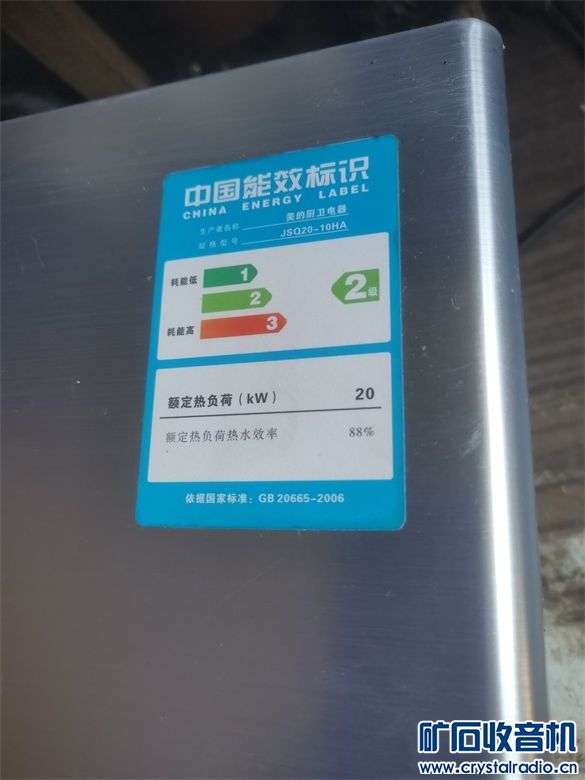 中国能效标识
CHINA ENERGY LABEL
生产者名称 美的厨卫电器
规格型号 JSQ20-10HA
耗能低 1
2
耗能高 3
2级
额定热负荷（kW） 20
额定热负荷热水效率 88%
依据国家标准：GB 20665-2006
矿石收音机
www.crystalradio.cn